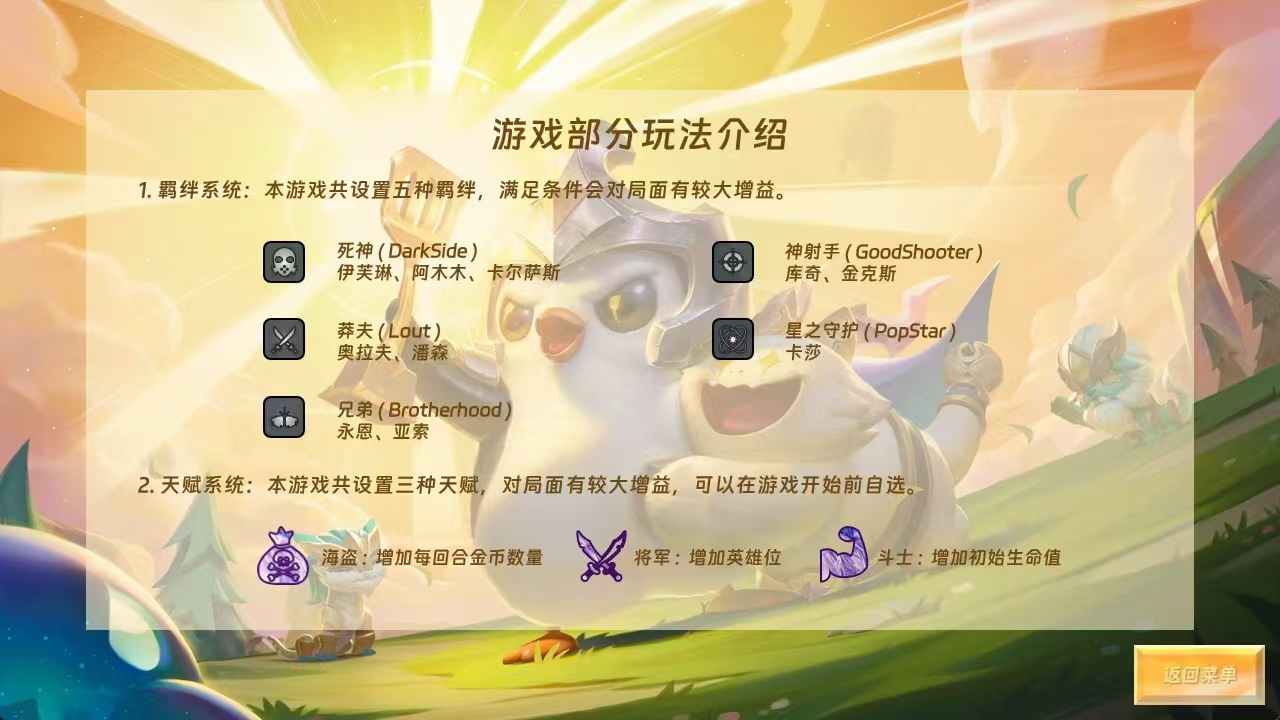 游戏部分玩法介绍
1. 羁绊系统：本游戏共设置五种羁绊，满足条件会对局面有较大增益。
死神 ( DarkSide )
伊芙琳、阿木木、卡尔萨斯
神射手 ( GoodShooter )
库奇、金克斯
莽夫 ( Lout )
奥拉夫、潘森
星之守护 ( PopStar )
卡莎
兄弟 ( Brotherhood )
永恩、亚索
2. 天赋系统：本游戏共设置三种天赋，对局面有较大增益，可以在游戏开始前自选。
海盗 : 增加每回合金币数量
将军 : 增加英雄位
斗士 : 增加初始生命值
返回菜单